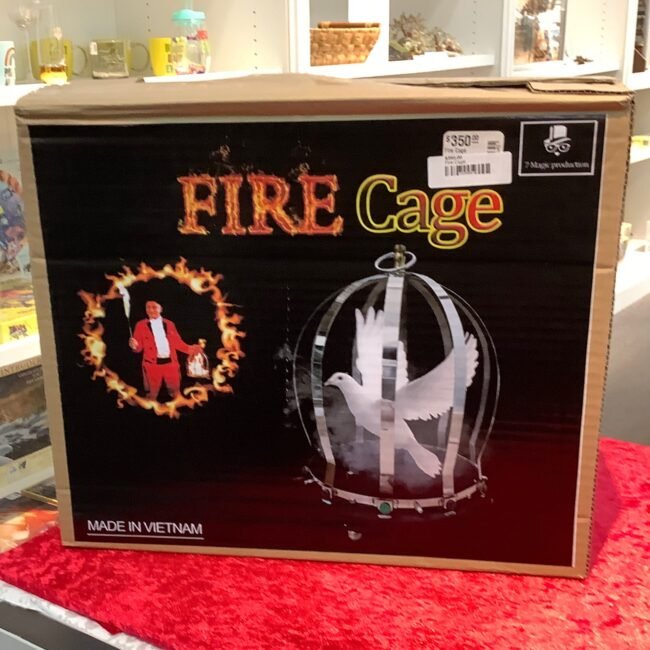 $350.00
Fire Cage
7 Magic production
FIRE Cage
MADE IN VIETNAM